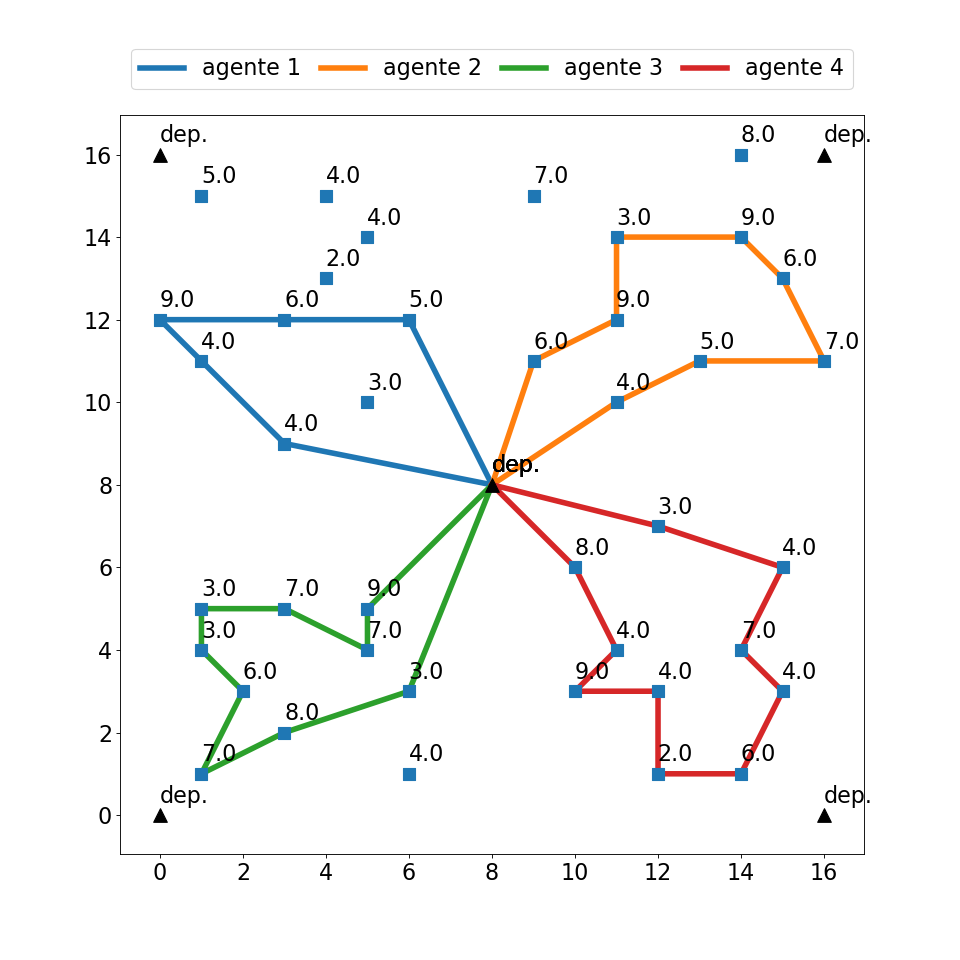 agente 1 agente 2 agente 3 agente 4
dep. 8.0 dep.
16
5.0 4.0 7.0
4.0 3.0 9.0
14
2.0 6.0
9.0 6.0 5.0 9.0
12
4.0 6.0 5.0 7.0
3.0 4.0
10
4.0
dep.
8
3.0
8.0 4.0
6
3.0 7.0 9.0
3.0 7.0 4.0 7.0
4
6.0 3.0 9.0 4.0 4.0
8.0
2
7.0 4.0 2.0 6.0
dep. dep.
0
0 2 4 6 8 10 12 14 16